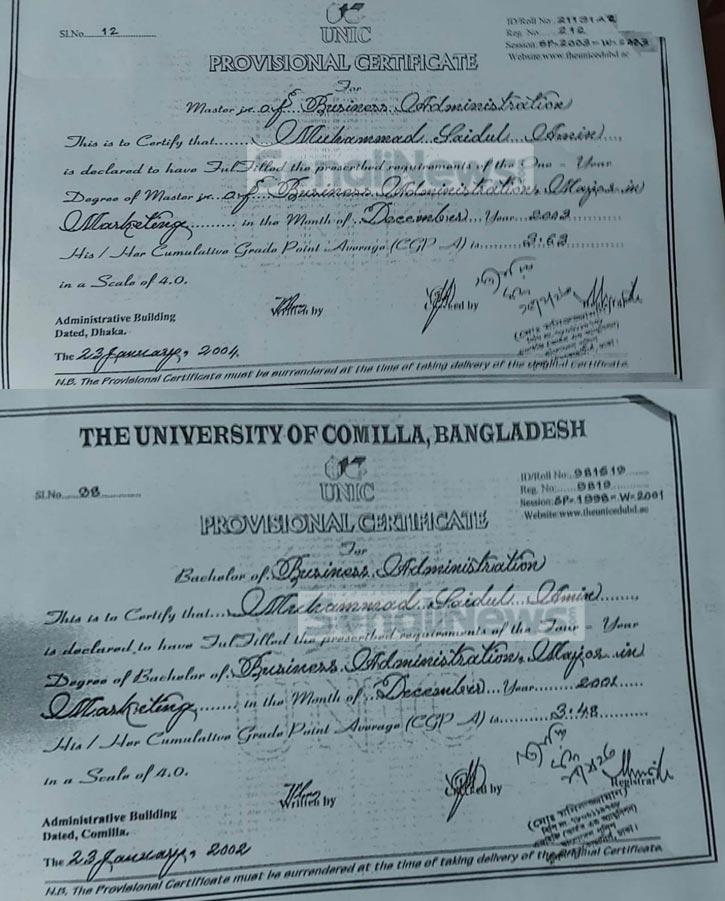 UNIC
Sl.No. 12
ID/Roll No. 21131A2
Reg. No. 212
Session: SP-2003-W-2003
Website:www.theunicedubd.ac
PROVISIONAL CERTIFICATE
For
Master in of Business Administration
This is to Certify that Muhammad Saidul Amin
is declared to have FulFilled the prescribed requirements of the One - Year
Degree of Master in of Business Administration, Major in
Marketing in the Month of December Year 2003
His / Her Cumulative Grade Point Average (CGP A) is 3.63
in a Scale of 4.0.
Written by
by
Administrative Building
Dated, Dhaka.
The 23 January, 2004.
N.B. The Provisional Certificate must be surrendered at the time of taking delivery of the Original Certificate.
SendiNews
THE UNIVERSITY OF COMILLA, BANGLADESH
UNIC
Sl.No. 98
ID/Roll No: 981619
Reg. No: 9819
Session: SP-1998-W-2001
Website:www.theunicedubd.ac
PROVISIONAL CERTIFICATE
For
Bachelor of Business Administration
This is to Certify that Muhammad Saidul Amin
is declared to have FulFilled the prescribed requirements of the Four - Year
Degree of Bachelor of Business Administration, Major in
Marketing in the Month of December Year 2001
His / Her Cumulative Grade Point Average (CGP A) is 3.48
in a Scale of 4.0.
Written by
by
Registrar
Administrative Building
Dated, Comilla.
The 23 January, 2002
N.B. The Provisional Certificate must be surrendered at the time of taking delivery of the Original Certificate.
SendiNews